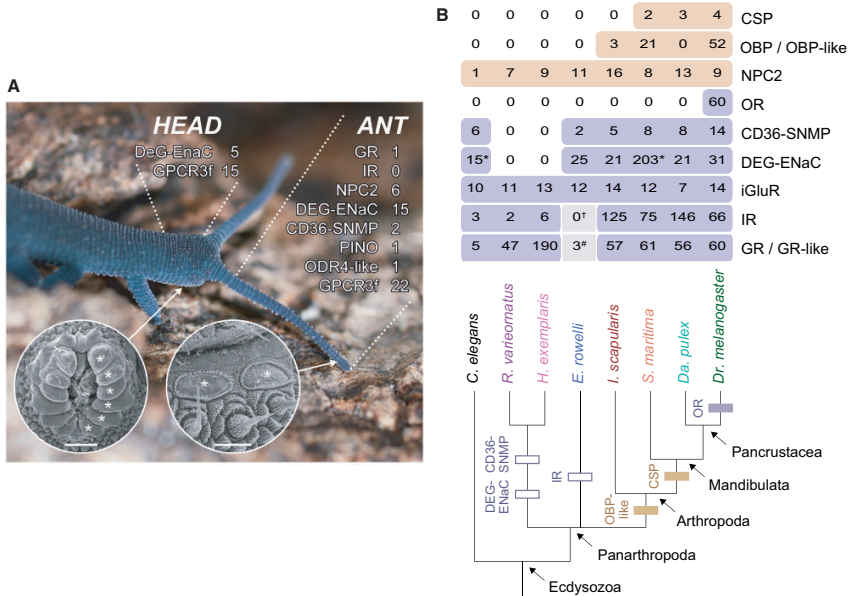 A
HEAD
DeG-EnaC 5
GPCR3f 15
ANT
GR 1
IR 0
NPC2 6
DEG-ENaC 15
CD36-SNMP 2
PINO 1
ODR4-like 1
GPCR3f 22
* * * * *
* *
B
0 0 0 0 0 2 3 4 CSP
0 0 0 0 3 21 0 52 OBP / OBP-like
1 7 9 11 16 8 13 9 NPC2
0 0 0 0 0 0 0 60 OR
6 0 0 2 5 8 8 14 CD36-SNMP
15* 0 0 25 21 203* 21 31 DEG-ENaC
10 11 13 12 14 12 7 14 iGluR
3 2 6 0† 125 75 146 66 IR
5 47 190 3# 57 61 56 60 GR / GR-like
C. elegans
R. varieornatus
H. exemplaris
E. rowelli
I. scapularis
S. maritima
Da. pulex
Dr. melanogaster
OR
Pancrustacea
CD36-
SNMP
IR
CSP
Mandibulata
DEG-
ENaC
OBP-
like
Arthropoda
Panarthropoda
Ecdysozoa